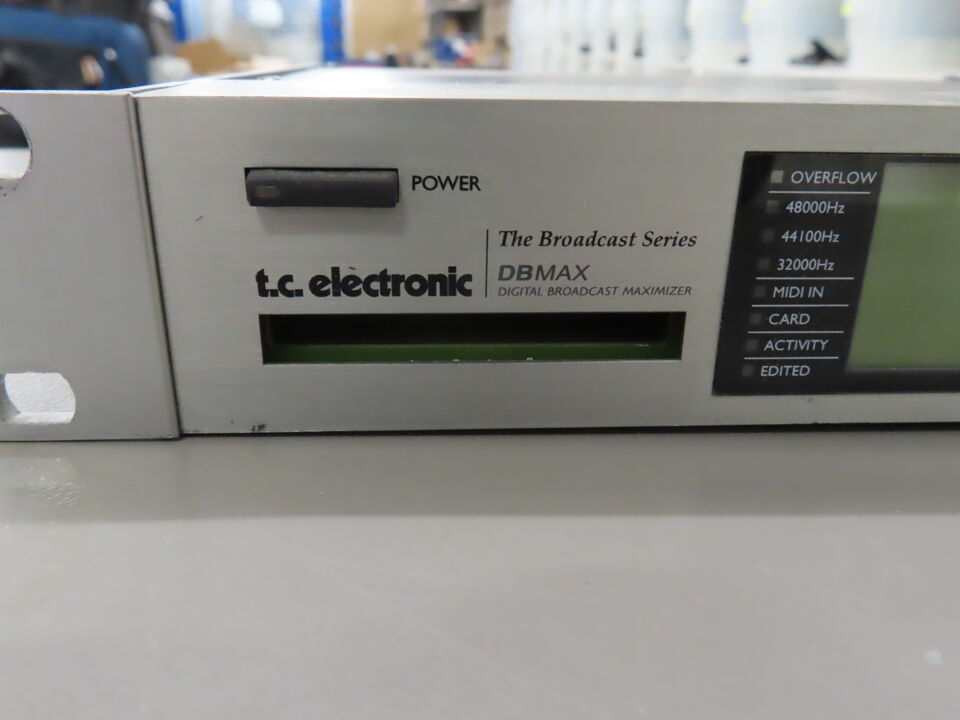 POWER
The Broadcast Series
t.c. electronic
DBMAX
DIGITAL BROADCAST MAXIMIZER
OVERFLOW
48000Hz
44100Hz
32000Hz
MIDI IN
CARD
ACTIVITY
EDITED